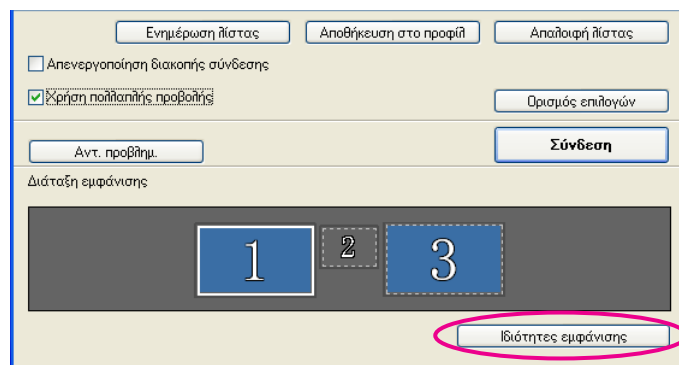 Ενημέρωση λίστας Αποθήκευση στο προφίλ Απαλοιφή λίστας
Απενεργοποίηση διακοπής σύνδεσης
Χρήση πολλαπλής προβολής
Ορισμός επιλογών
Αντ. προβλημ. Σύνδεση
Διάταξη εμφάνισης
1 2 3
Ιδιότητες εμφάνισης